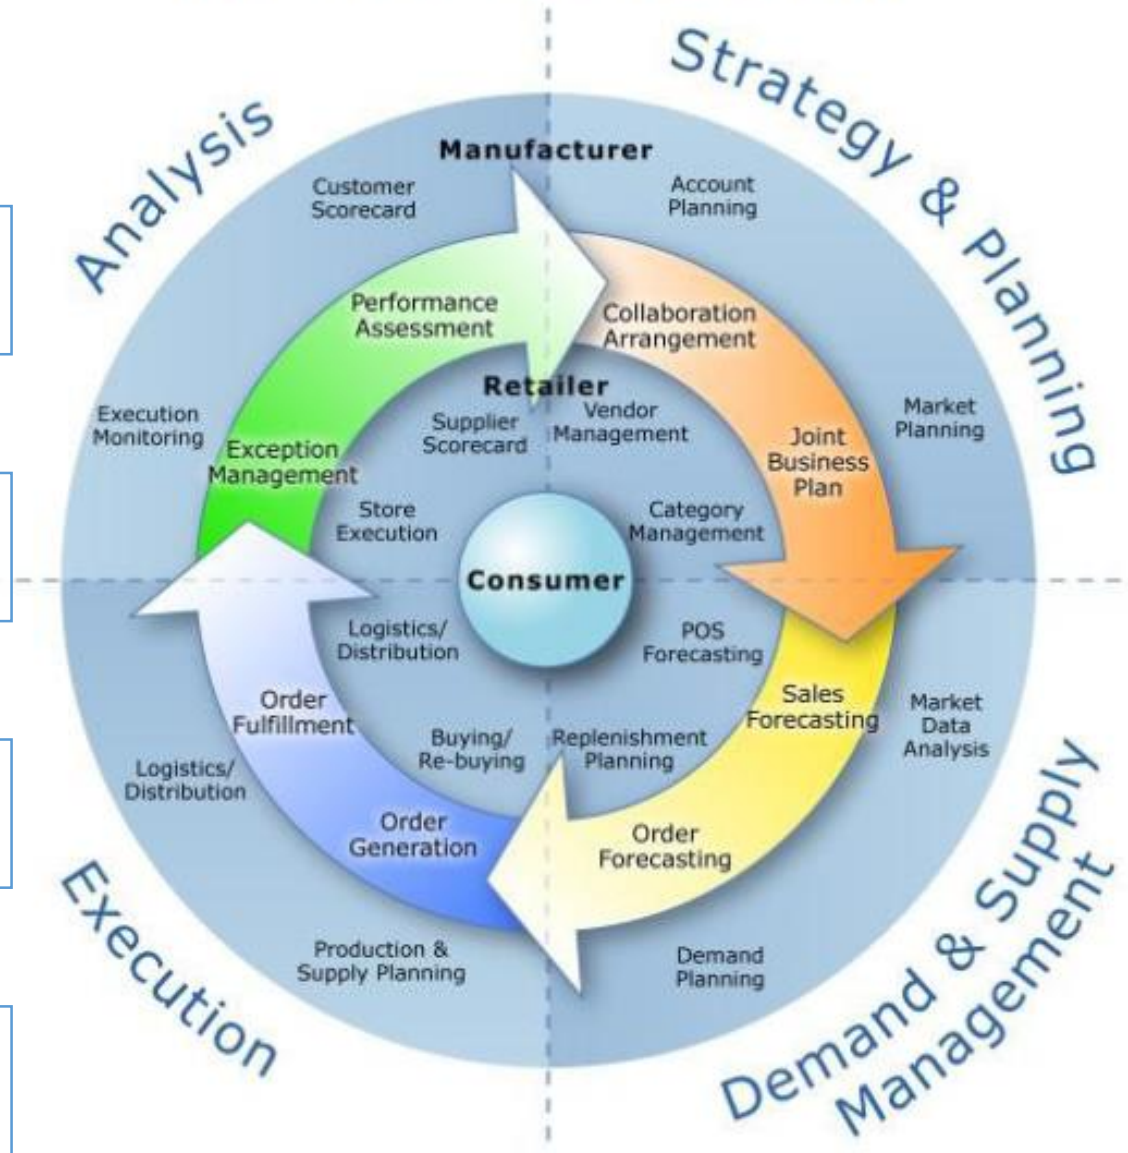 Analysis
Strategy & Planning
Manufacturer
Customer
Scorecard
Account
Planning
Performance
Assessment
Collaboration
Arrangement
Retailer
Execution
Monitoring
Exception
Management
Supplier
Scorecard
Vendor
Management
Joint
Business
Plan
Market
Planning
Store
Execution
Category
Management
Consumer
Logistics/
Distribution
POS
Forecasting
Order
Fulfillment
Sales
Forecasting
Market
Data
Analysis
Buying/
Re-buying
Replenishment
Planning
Logistics/
Distribution
Order
Generation
Order
Forecasting
Production &
Supply Planning
Demand
Planning
Execution
Demand & Supply
Management